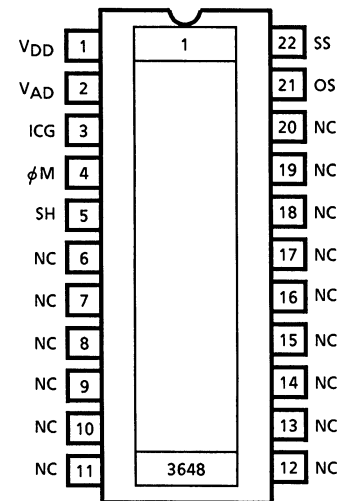 V_DD 1 1 22 SS
V_AD 2 21 OS
ICG 3 20 NC
ϕM 4 19 NC
SH 5 18 NC
NC 6 17 NC
NC 7 16 NC
NC 8 15 NC
NC 9 14 NC
NC 10 13 NC
NC 11 3648 12 NC